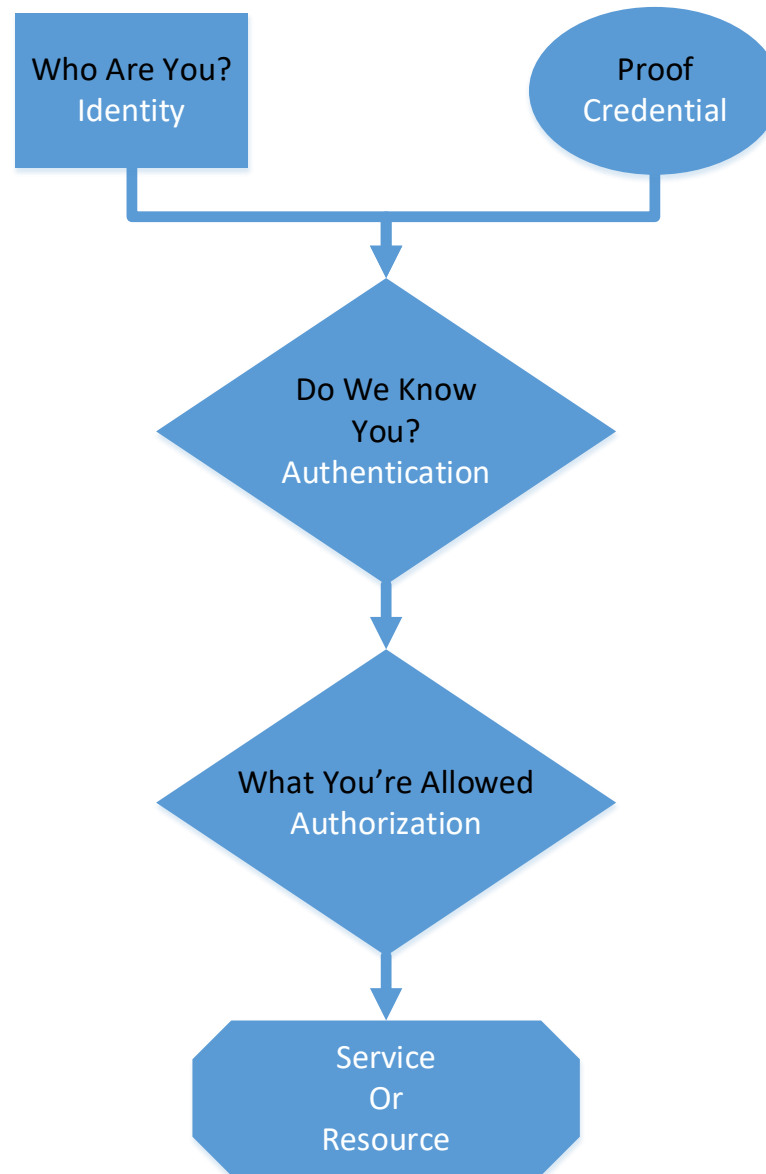 Who Are You?
Identity
Proof
Credential
Do We Know
You?
Authentication
What You’re Allowed
Authorization
Service
Or
Resource